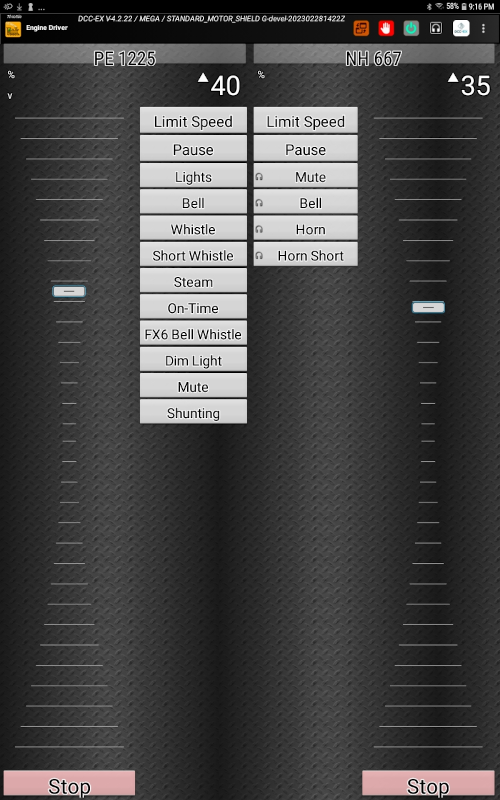 DCC-EX V-4.2.22 / MEGA / STANDARD_MOTOR_SHIELD G-devel-202302281422Z
58% 9:16 PM
Throttle
Engine Driver
PE 1225
NH 667
%
40
%
35
v
Limit Speed
Limit Speed
Pause
Pause
Lights
Mute
Bell
Bell
Whistle
Horn
Short Whistle
Horn Short
Steam
On-Time
FX6 Bell Whistle
Dim Light
Mute
Shunting
Stop
Stop